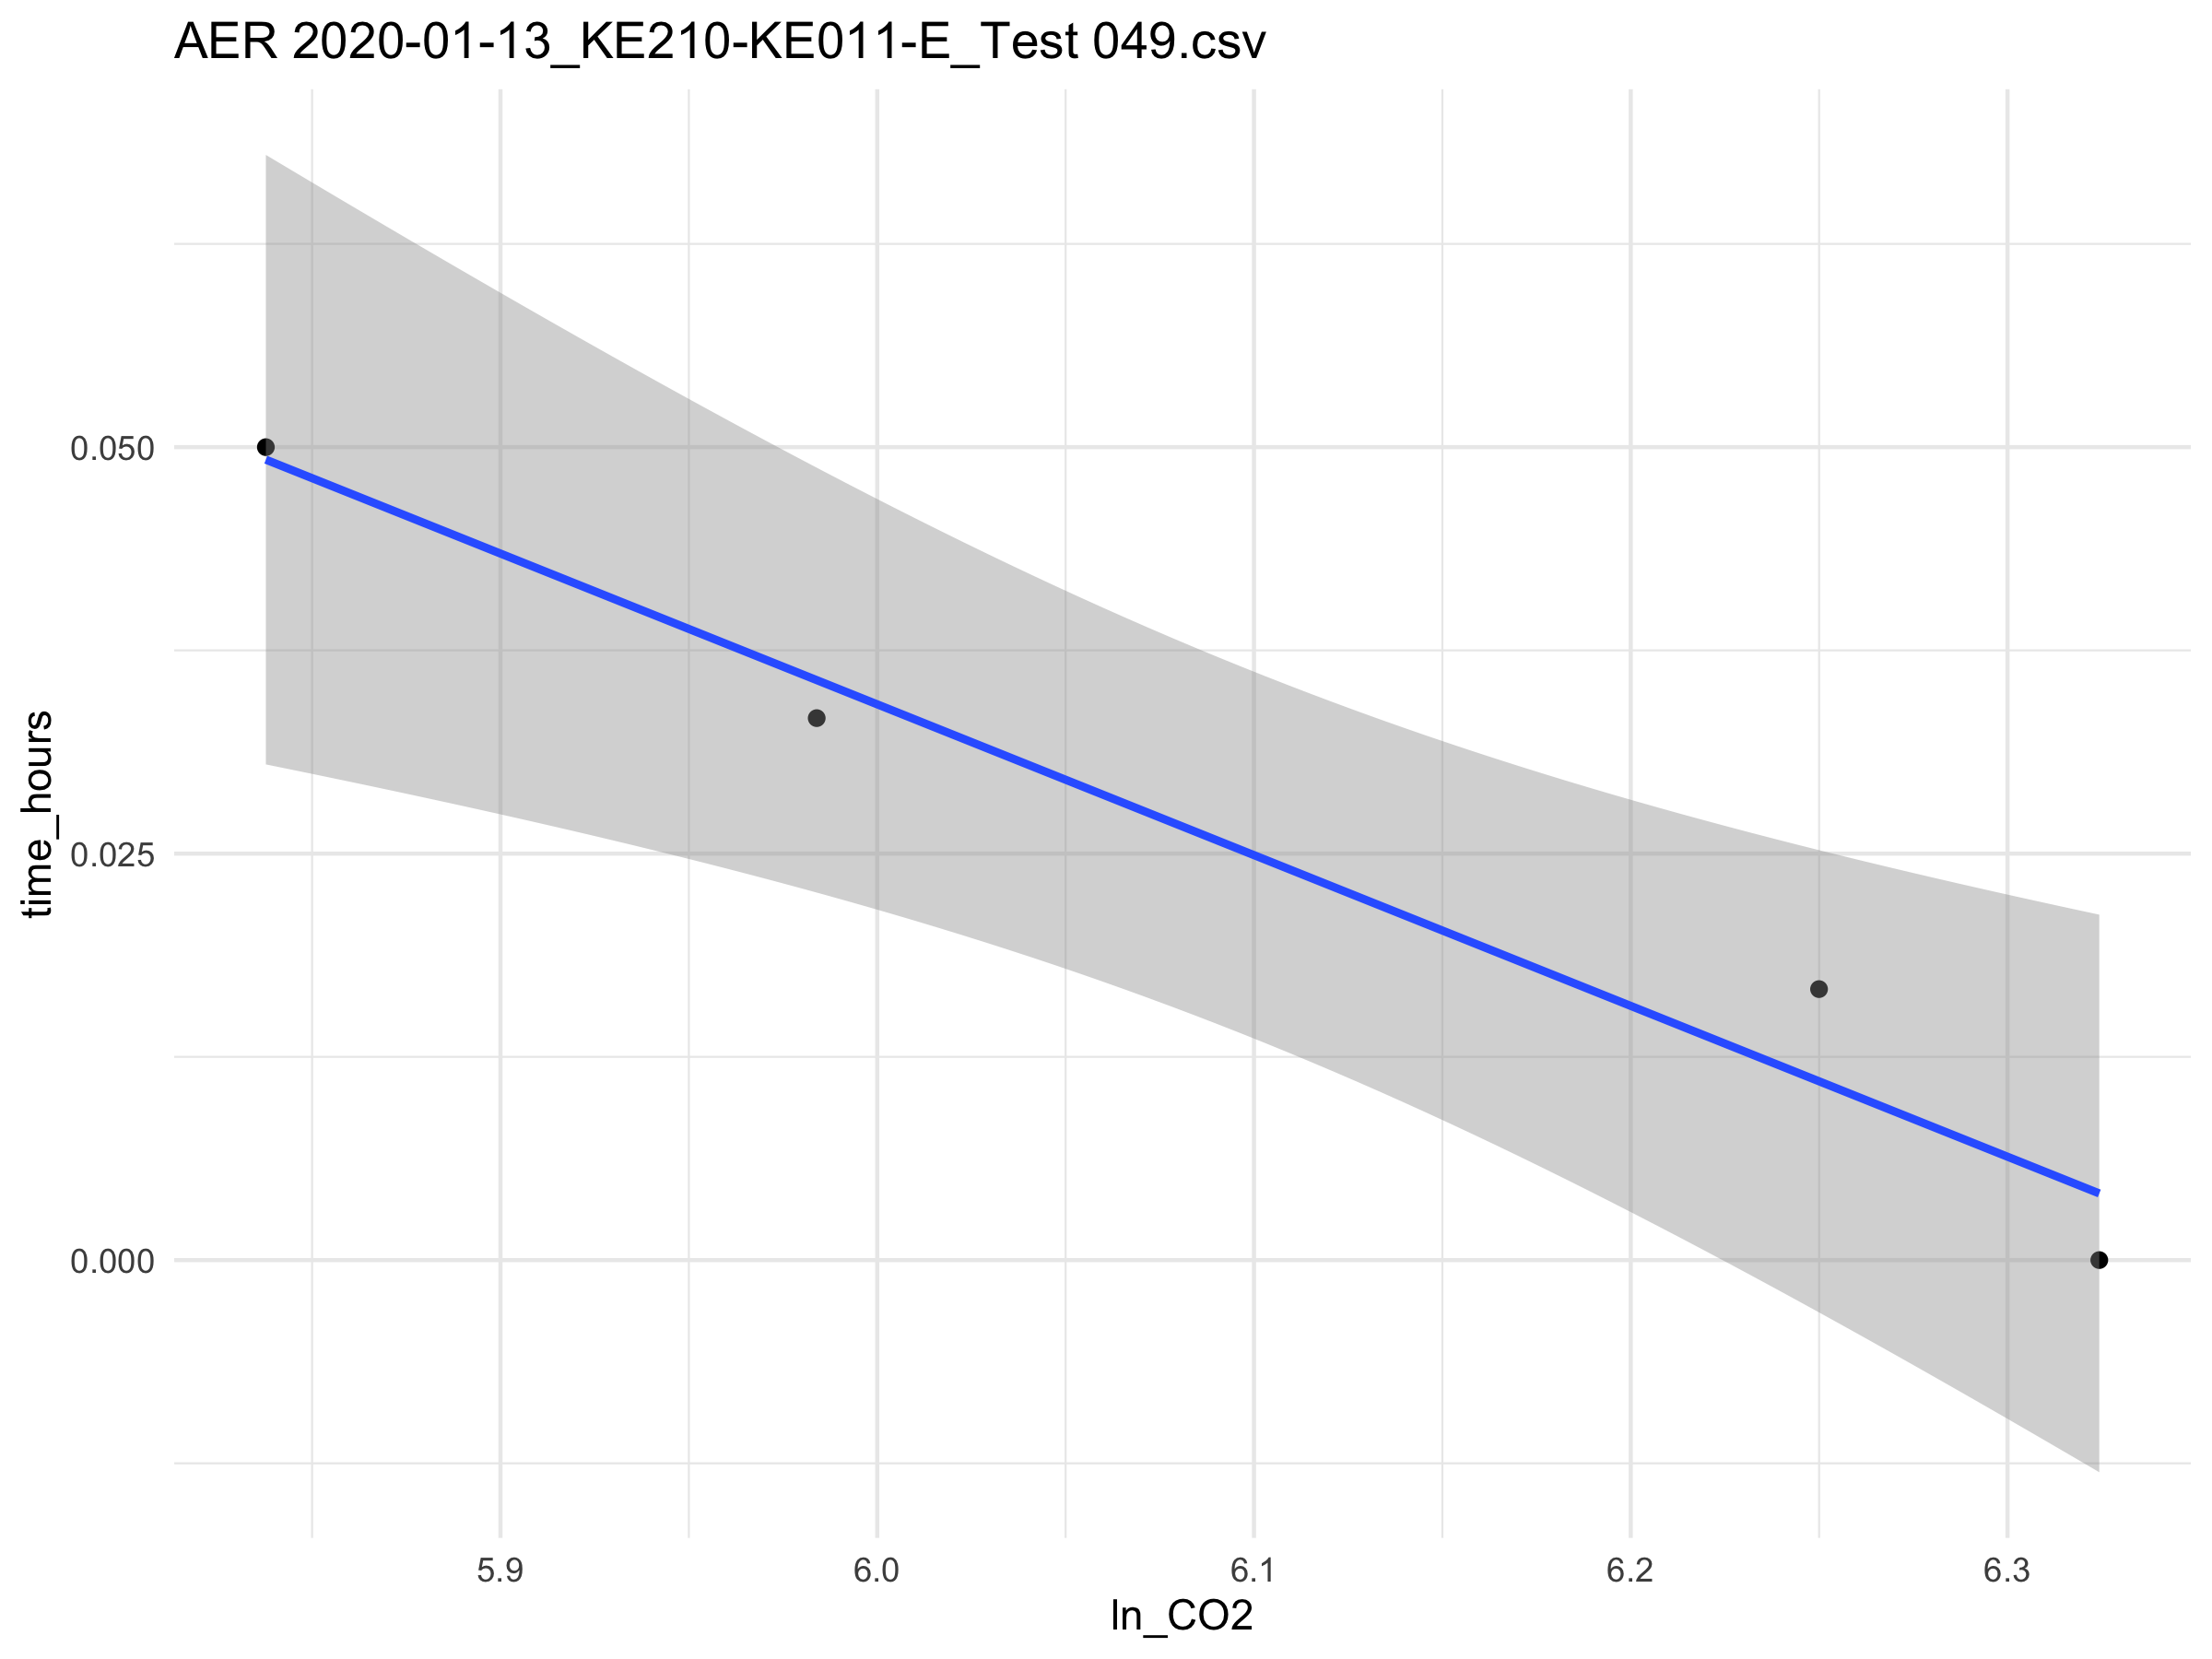 AER 2020-01-13_KE210-KE011-E_Test 049.csv
time_hours
0.050
0.025
0.000
5.9 6.0 6.1 6.2 6.3
ln_CO2